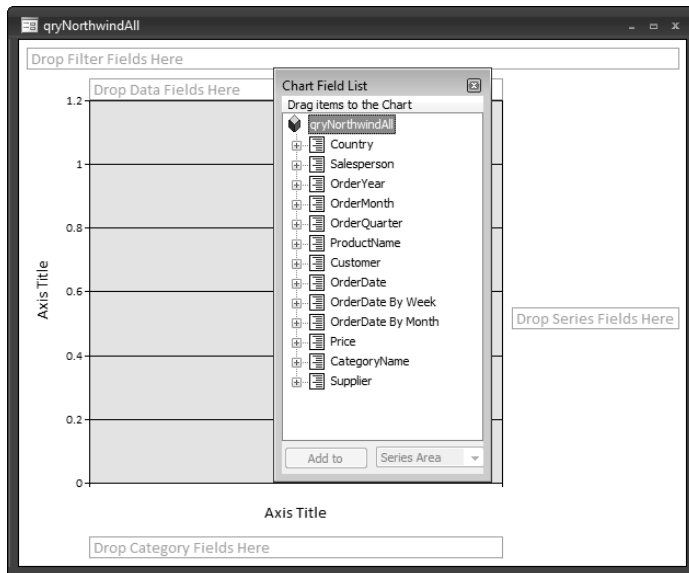 qryNorthwindAll
Drop Filter Fields Here
Drop Data Fields Here
1.2
1
0.8
0.6
0.4
0.2
0
Axis Title
Axis Title
Drop Category Fields Here
Drop Series Fields Here
Chart Field List
Drag items to the Chart
qryNorthwindAll
Country
Salesperson
OrderYear
OrderMonth
OrderQuarter
ProductName
Customer
OrderDate
OrderDate By Week
OrderDate By Month
Price
CategoryName
Supplier
Add to
Series Area